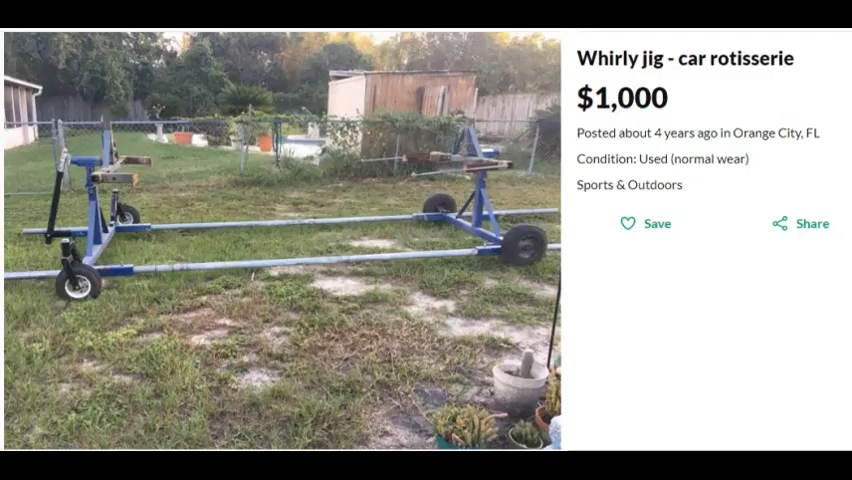 Whirly jig - car rotisserie
$1,000
Posted about 4 years ago in Orange City, FL
Condition: Used (normal wear)
Sports & Outdoors
Save
Share